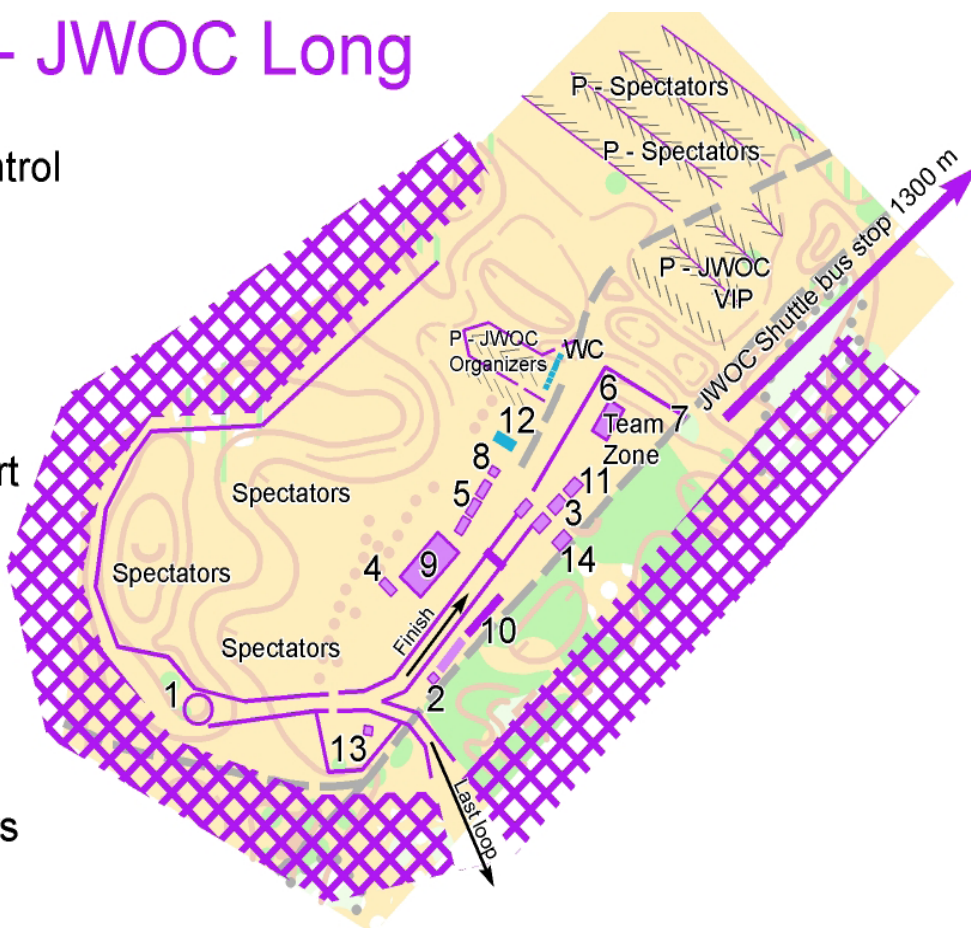 - JWOC Long
ntrol
rt
s
P - Spectators
P - Spectators
P - JWOC
VIP
JWOC Shuttle bus stop 1300 m
P - JWOC
Organizers
WC
6
7
Team
Zone
12
8
11
5
3
14
4
9
Spectators
Spectators
Spectators
Finish
10
1
2
13
Last loop